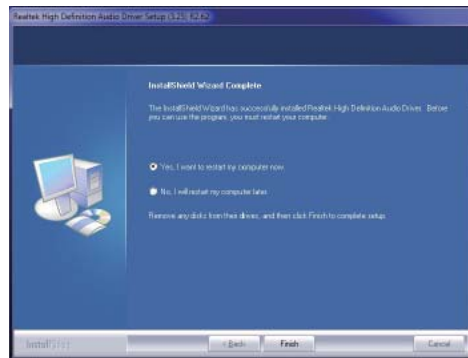 Realtek High Definition Audio Driver Setup (3.25) R2.62
InstallShield Wizard Complete
The InstallShield Wizard has successfully installed Realtek High Definition Audio Driver. Before
you can use the program, you must restart your computer.
Yes, I want to restart my computer now.
No, I will restart my computer later.
Remove any disks from their drives, and then click Finish to complete setup.
InstallShield
< Back
Finish
Cancel